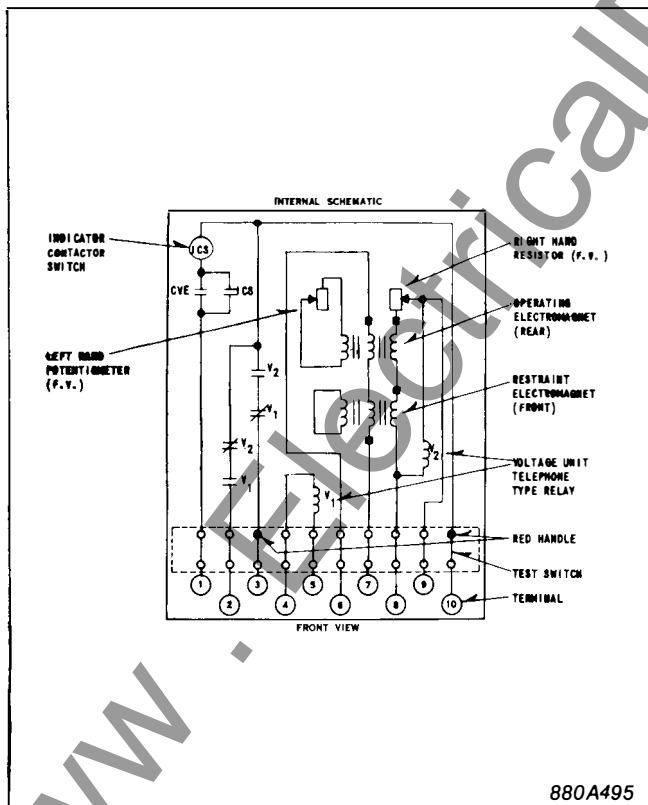 INTERNAL SCHEMATIC
INDICATOR
CONTACTOR
SWITCH
ICS
CVE
ICS
RIGHT HAND
RESISTOR (F.V.)
OPERATING
ELECTROMAGNET
(REAR)
LEFT HAND
POTENTIOMETER
(F.V.)
V2
V1
RESTRAINT
ELECTROMAGNET
(FRONT)
V2
V1
V1
V2
VOLTAGE UNIT
TELEPHONE
TYPE RELAY
RED HANDLE
TEST SWITCH
TERMINAL
1
2
3
4
5
6
7
8
9
10
FRONT VIEW
880A495
www. Electricall